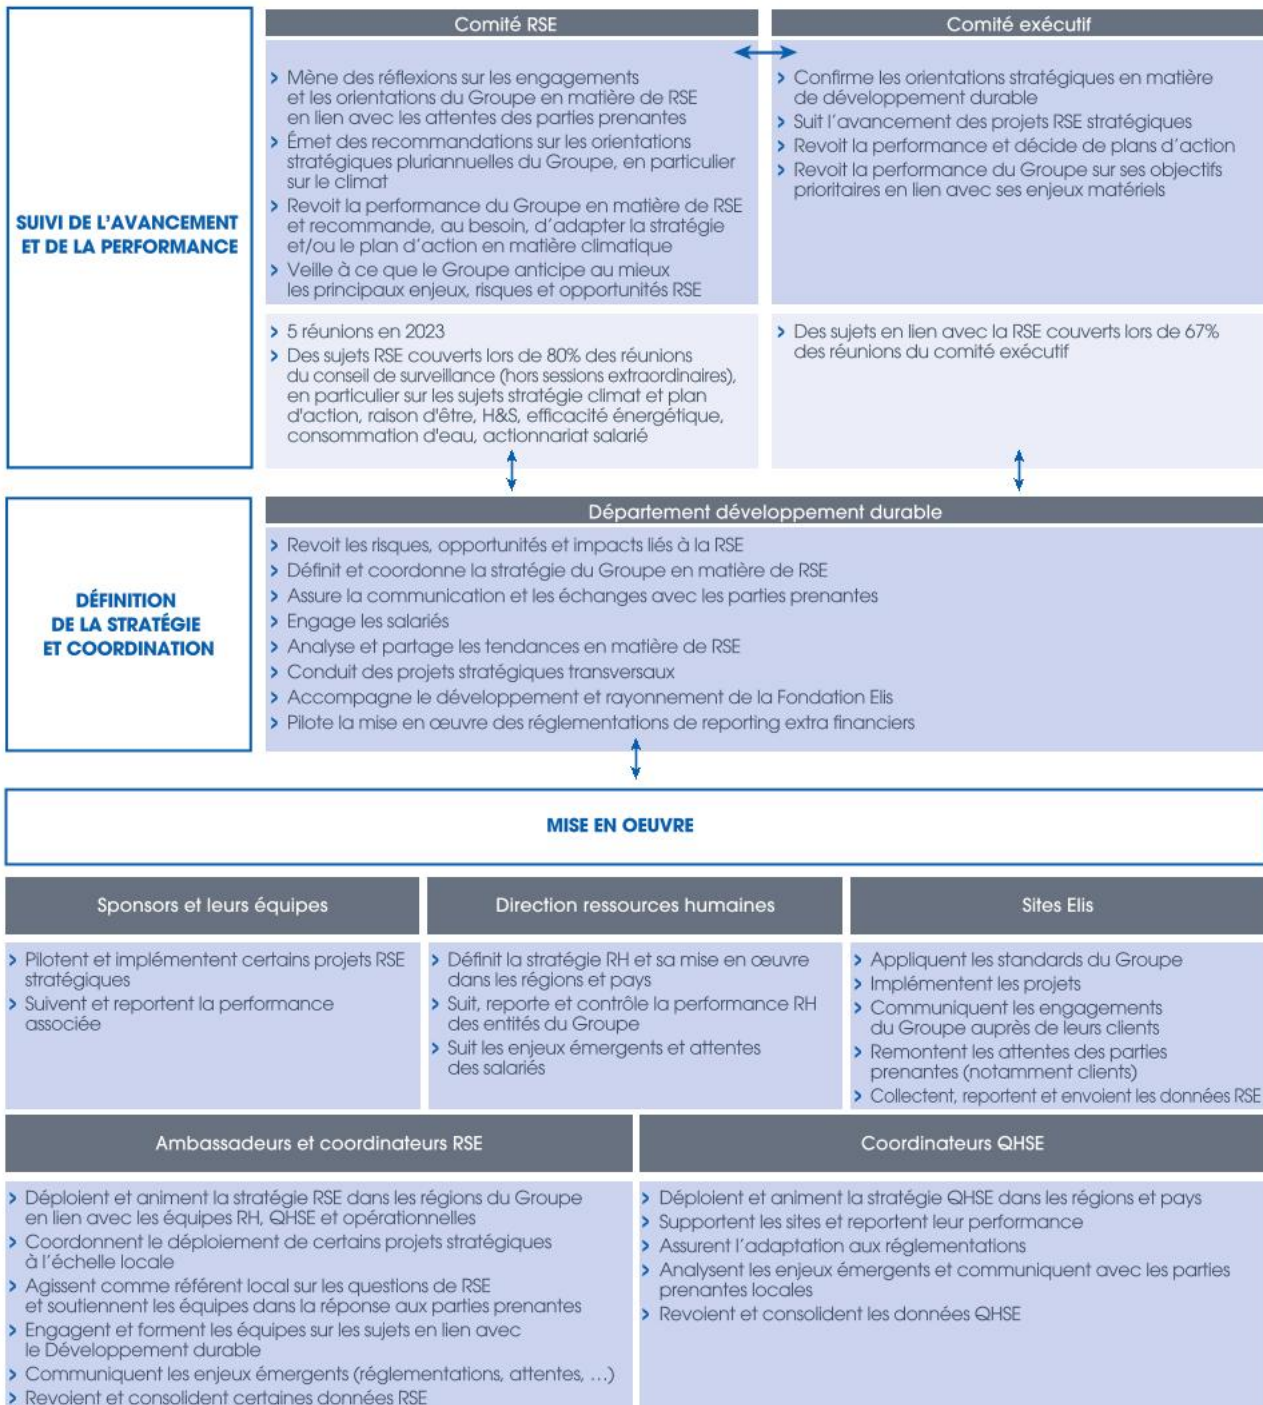 SUIVI DE L'AVANCEMENT
ET DE LA PERFORMANCE
Comité RSE
> Mène des réflexions sur les engagements
et les orientations du Groupe en matière de RSE
en lien avec les attentes des parties prenantes
> Émet des recommandations sur les orientations
stratégiques pluriannuelles du Groupe, en particulier
sur le climat
> Revoit la performance du Groupe en matière de RSE
et recommande, au besoin, d'adapter la stratégie
et/ou le plan d'action en matière climatique
> Veille à ce que le Groupe anticipe au mieux
les principaux enjeux, risques et opportunités RSE
> 5 réunions en 2023
> Des sujets RSE couverts lors de 80% des réunions
du conseil de surveillance (hors sessions extraordinaires),
en particulier sur les sujets stratégie climat et plan
d'action, raison d'être, H&S, efficacité énergétique,
consommation d'eau, actionnariat salarié
Comité exécutif
> Confirme les orientations stratégiques en matière
de développement durable
> Suit l'avancement des projets RSE stratégiques
> Revoit la performance et décide de plans d'action
> Revoit la performance du Groupe sur ses objectifs
prioritaires en lien avec ses enjeux matériels
> Des sujets en lien avec la RSE couverts lors de 67%
des réunions du comité exécutif
DÉFINITION
DE LA STRATÉGIE
ET COORDINATION
Département développement durable
> Revoit les risques, opportunités et impacts liés à la RSE
> Définit et coordonne la stratégie du Groupe en matière de RSE
> Assure la communication et les échanges avec les parties prenantes
> Engage les salariés
> Analyse et partage les tendances en matière de RSE
> Conduit des projets stratégiques transversaux
> Accompagne le développement et rayonnement de la Fondation Elis
> Pilote la mise en œuvre des réglementations de reporting extra financiers
MISE EN OEUVRE
Sponsors et leurs équipes
> Pilotent et implémentent certains projets RSE
stratégiques
> Suivent et reportent la performance
associée
Direction ressources humaines
> Définit la stratégie RH et sa mise en œuvre
dans les régions et pays
> Suit, reporte et contrôle la performance RH
des entités du Groupe
> Suit les enjeux émergents et attentes
des salariés
Sites Elis
> Appliquent les standards du Groupe
> Implémentent les projets
> Communiquent les engagements
du Groupe auprès de leurs clients
> Remontent les attentes des parties
prenantes (notamment clients)
> Collectent, reportent et envoient les données RSE
Ambassadeurs et coordinateurs RSE
> Déploient et animent la stratégie RSE dans les régions du Groupe
en lien avec les équipes RH, QHSE et opérationnelles
> Coordonnent le déploiement de certains projets stratégiques
à l'échelle locale
> Agissent comme référent local sur les questions de RSE
et soutiennent les équipes dans la réponse aux parties prenantes
> Engagent et forment les équipes sur les sujets en lien avec
le Développement durable
> Communiquent les enjeux émergents (réglementations, attentes, …)
> Revoient et consolident certaines données RSE
Coordinateurs QHSE
> Déploient et animent la stratégie QHSE dans les régions et pays
> Supportent les sites et reportent leur performance
> Assurent l'adaptation aux réglementations
> Analysent les enjeux émergents et communiquent avec les parties
prenantes locales
> Revoient et consolident les données QHSE